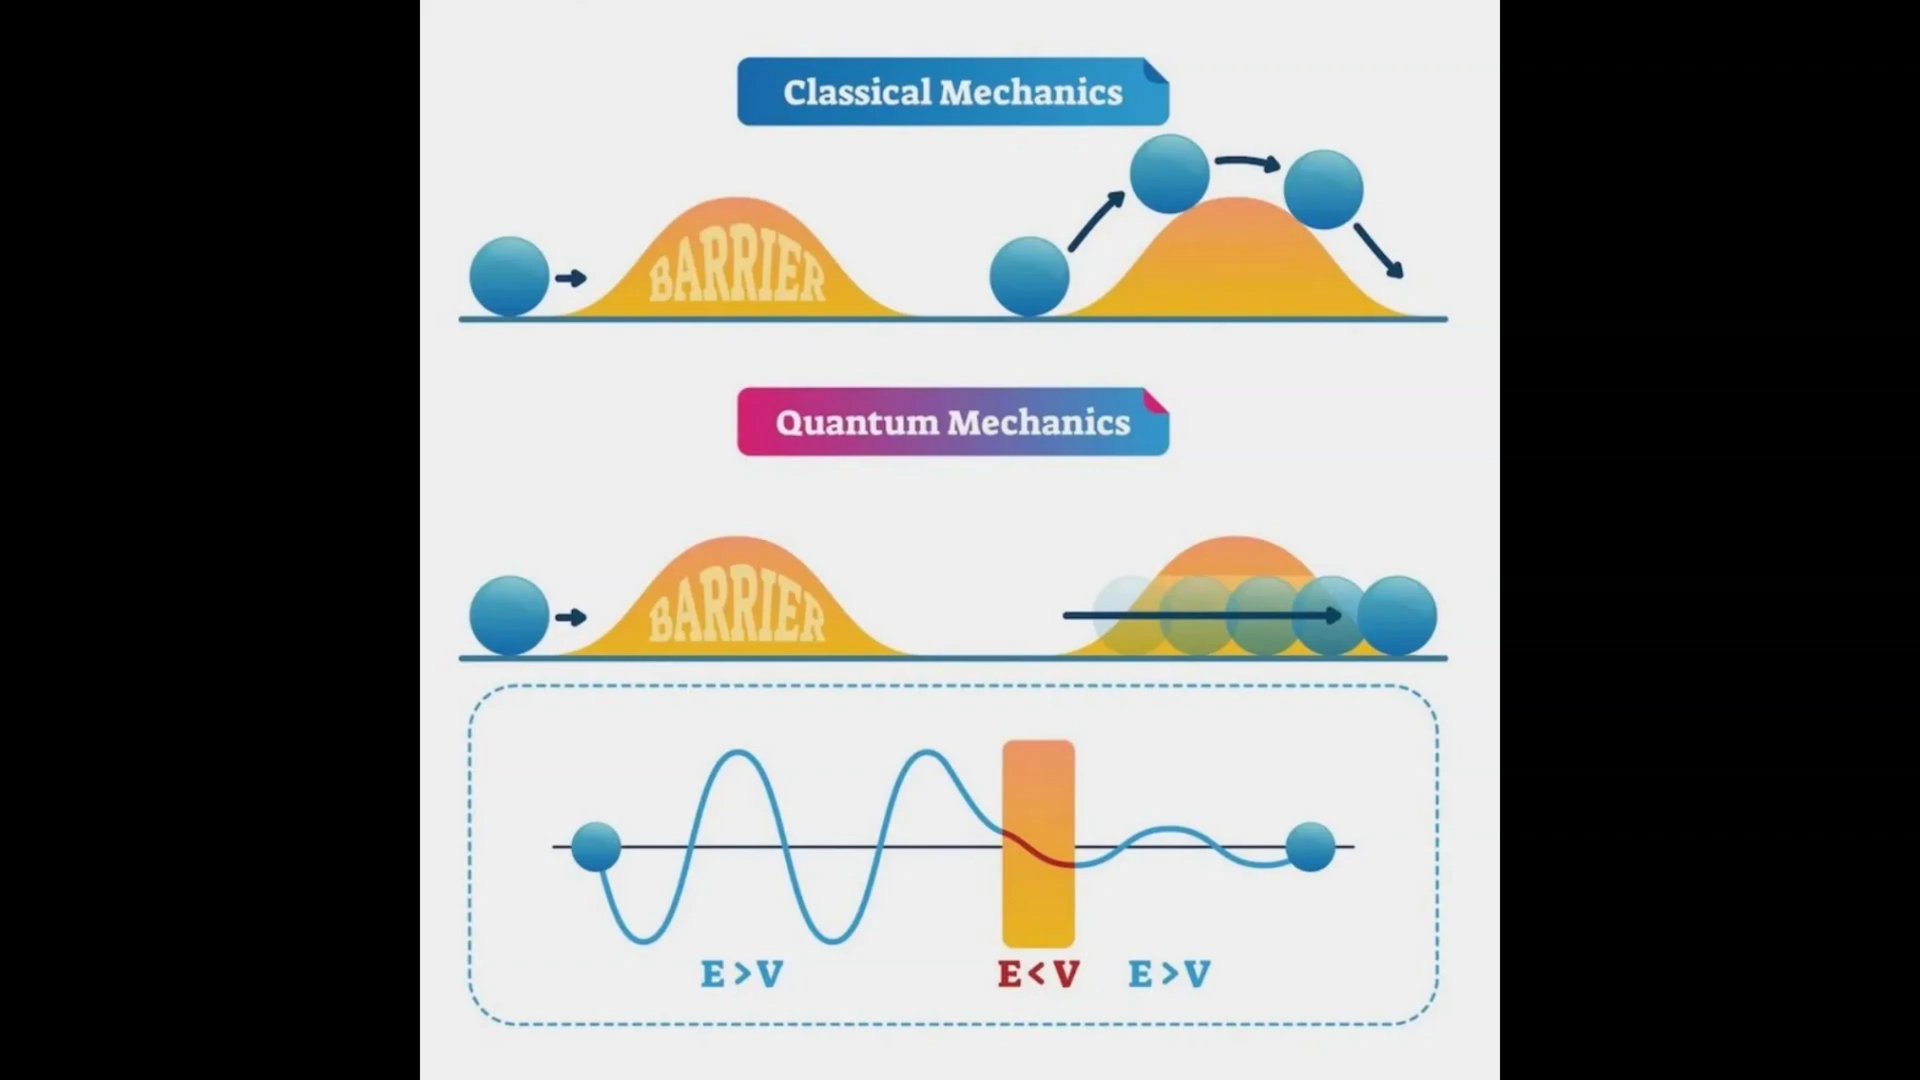 Classical Mechanics
BARRIER
Quantum Mechanics
BARRIER
E > V
E < V
E > V